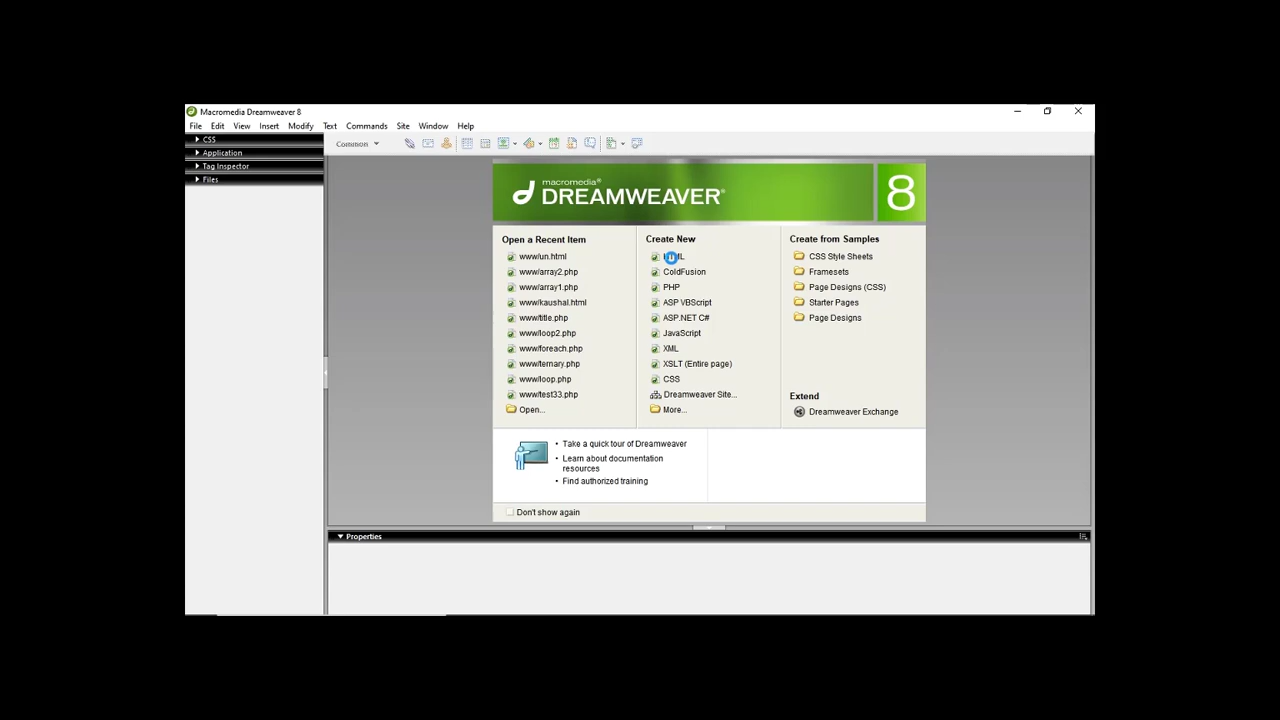 Macromedia Dreamweaver 8
File Edit View Insert Modify Text Commands Site Window Help
CSS
Application
Tag Inspector
Files
Common
macromedia®
DREAMWEAVER®
8
Open a Recent Item
www/un.html
www/array2.php
www/array1.php
www/kaushal.html
www/title.php
www/loop2.php
www/foreach.php
www/ternary.php
www/loop.php
www/test33.php
Open...
Create New
ColdFusion
PHP
ASP VBScript
ASP.NET C#
JavaScript
XML
XSLT (Entire page)
CSS
Dreamweaver Site...
More...
Create from Samples
CSS Style Sheets
Framesets
Page Designs (CSS)
Starter Pages
Page Designs
Extend
Dreamweaver Exchange
• Take a quick tour of Dreamweaver
• Learn about documentation
resources
• Find authorized training
Don't show again
Properties